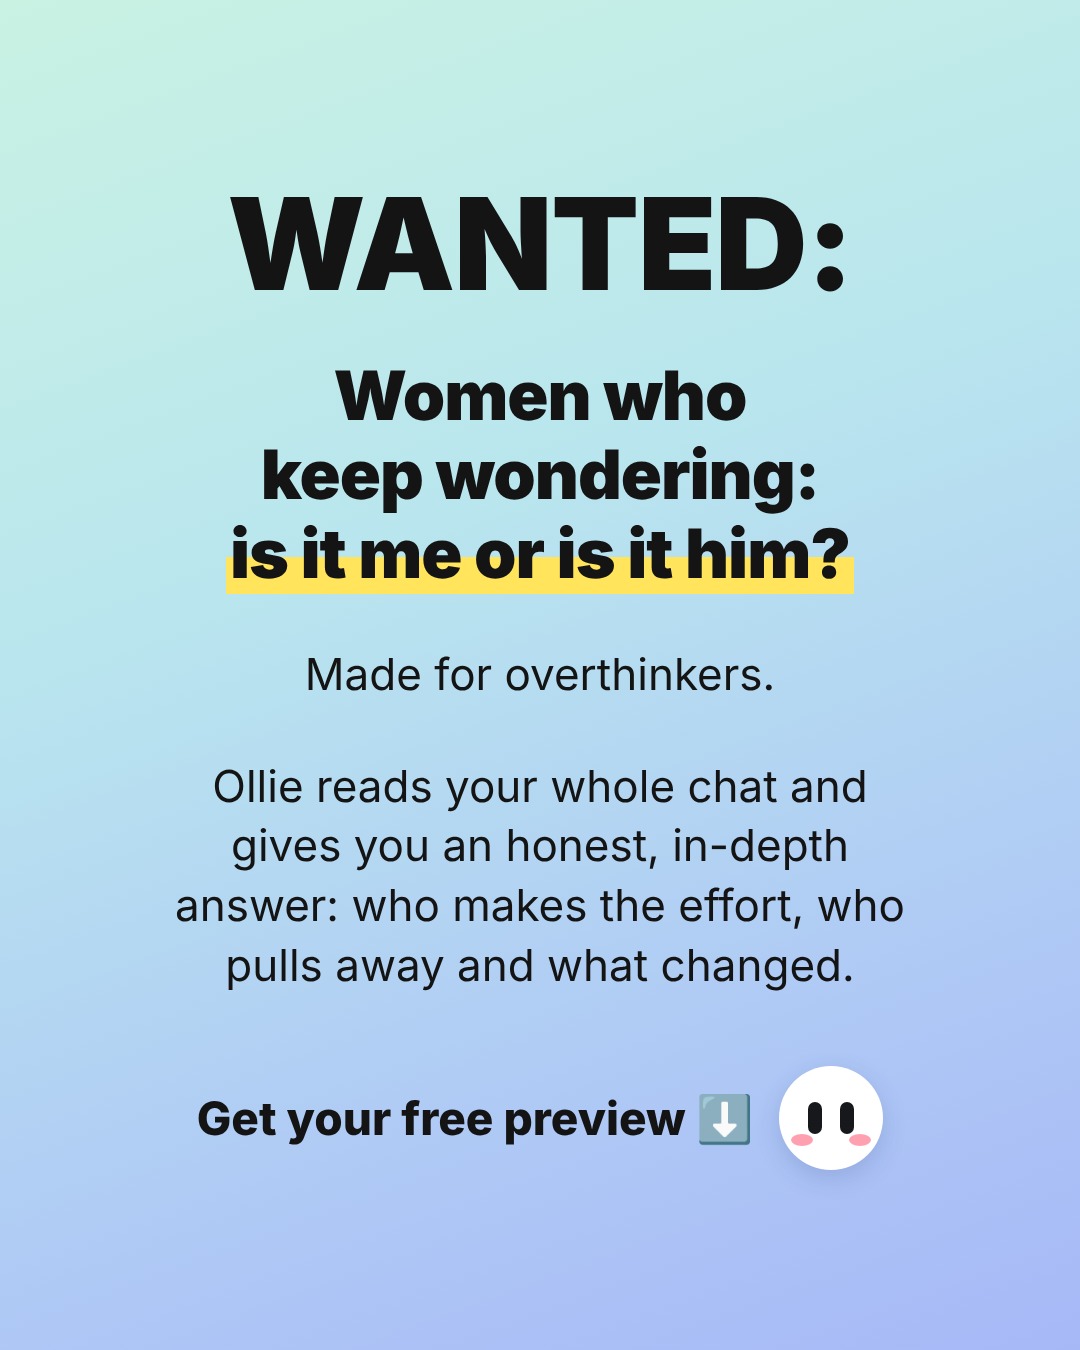 WANTED:
Women who
keep wondering:
is it me or is it him?
Made for overthinkers.
Ollie reads your whole chat and
gives you an honest, in-depth
answer: who makes the effort, who
pulls away and what changed.
Get your free preview ⬇️